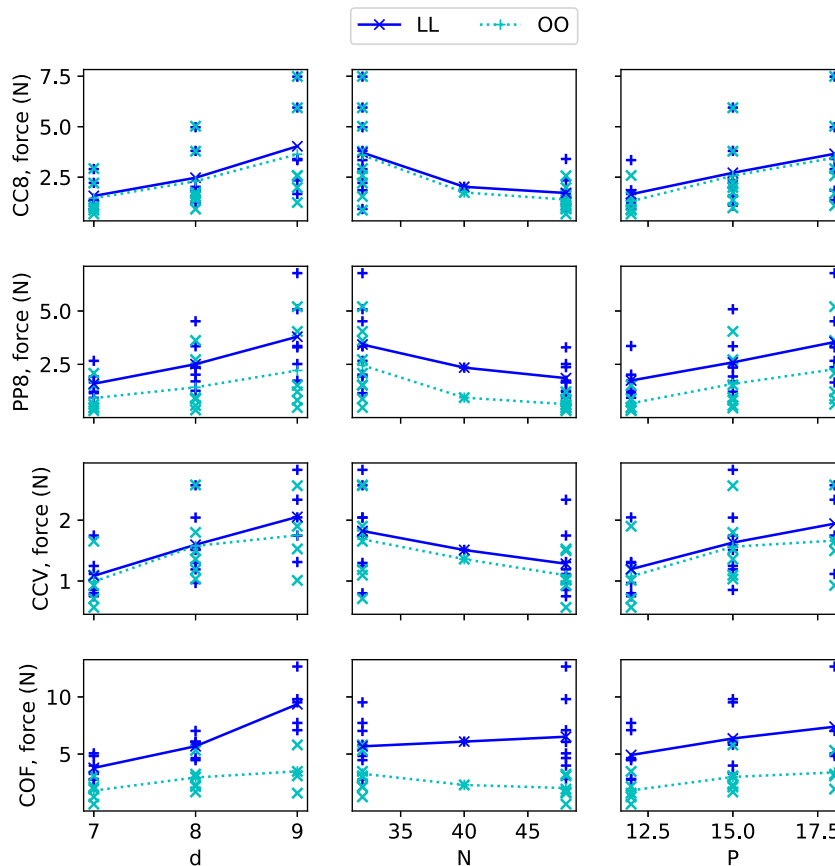 LL OO
CC8, force (N)
7.5
5.0
2.5
PP8, force (N)
5.0
2.5
CCV, force (N)
2
1
COF, force (N)
10
5
7 8 9
d
35 40 45
N
12.5 15.0 17.5
P